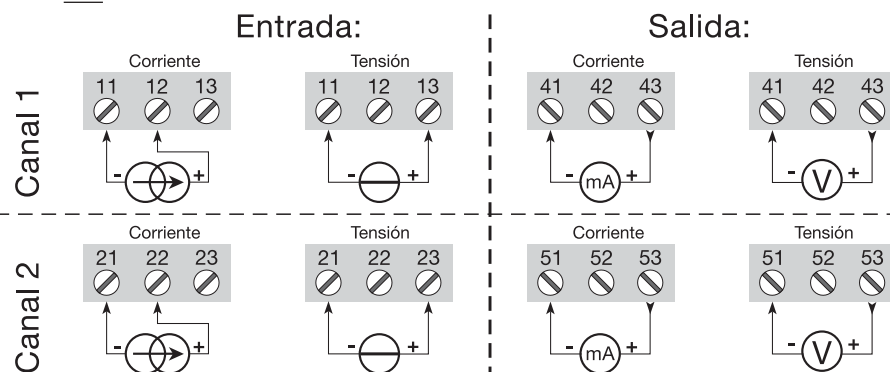 Entrada: Salida:
Canal 1
Corriente Tensión Corriente Tensión
11 12 13 11 12 13 41 42 43 41 42 43
- + - + - mA + - V +
Canal 2
Corriente Tensión Corriente Tensión
21 22 23 21 22 23 51 52 53 51 52 53
- + - + - mA + - V +